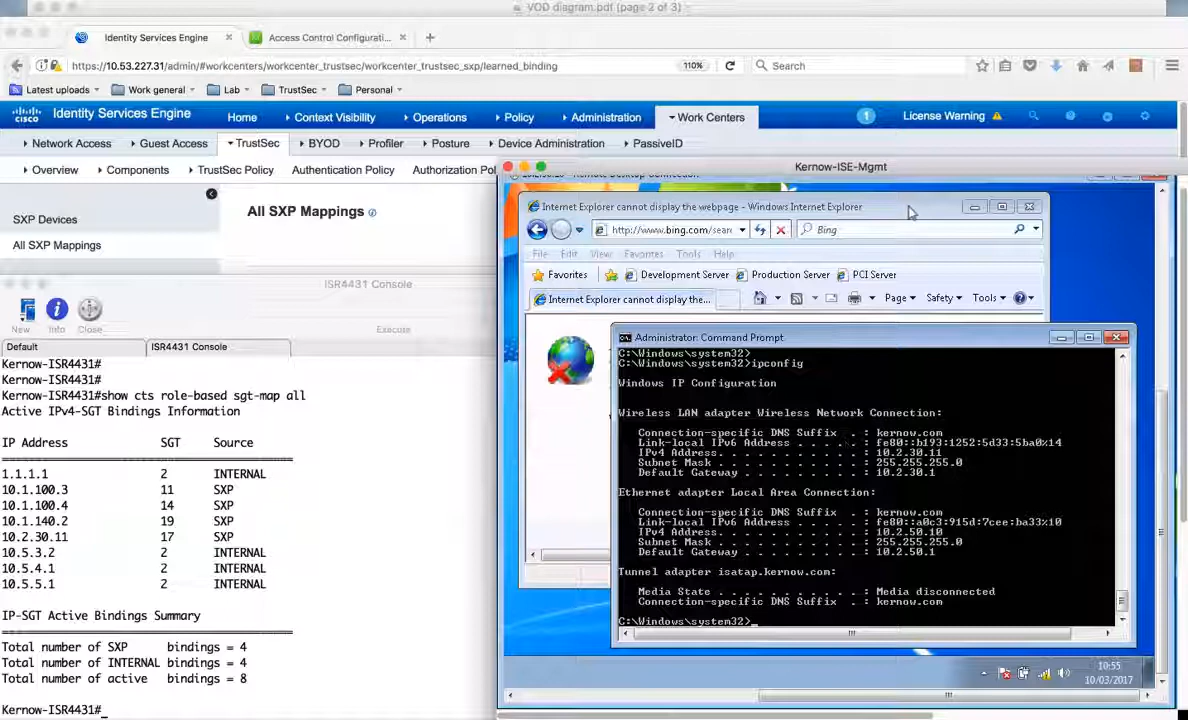 VOD diagram.pdf (page 2 of 3)
Identity Services Engine
Access Control Configurati...
https://10.53.227.31/admin/#workcenters/workcenter_trustsec/workcenter_trustsec_sxp/learned_binding
110%
Search
Latest uploads
Work general
Lab
TrustSec
Personal
cisco
Identity Services Engine
Home
Context Visibility
Operations
Policy
Administration
Work Centers
1
License Warning
Network Access
Guest Access
TrustSec
BYOD
Profiler
Posture
Device Administration
PassiveID
Overview
Components
TrustSec Policy
Authentication Policy
Authorization Po
SXP Devices
All SXP Mappings
All SXP Mappings
Kernow-ISE-Mgmt
Internet Explorer cannot display the webpage - Windows Internet Explorer
http://www.bing.com/sear
Bing
File Edit View Favorites Tools Help
Favorites
Development Server
Production Server
PCI Server
Internet Explorer cannot display the...
Page
Safety
Tools
ISR4431 Console
New
Info
Close
Execute
Default
ISR4431 Console
Kernow-ISR4431#
Kernow-ISR4431#
Kernow-ISR4431#show cts role-based sgt-map all
Active IPv4-SGT Bindings Information
IP Address SGT Source
1.1.1.1 2 INTERNAL
10.1.100.3 11 SXP
10.1.100.4 14 SXP
10.1.140.2 19 SXP
10.2.30.11 17 SXP
10.5.3.2 2 INTERNAL
10.5.4.1 2 INTERNAL
10.5.5.1 2 INTERNAL
IP-SGT Active Bindings Summary
Total number of SXP bindings = 4
Total number of INTERNAL bindings = 4
Total number of active bindings = 8
Kernow-ISR4431#_
Administrator: Command Prompt
C:\Windows\system32>
C:\Windows\system32>ipconfig
Windows IP Configuration
Wireless LAN adapter Wireless Network Connection:
Connection-specific DNS Suffix . : kernow.com
Link-local IPv6 Address . . . . . : fe80::b193:1252:5d33:5ba0%14
IPv4 Address. . . . . . . . . . . : 10.2.30.11
Subnet Mask . . . . . . . . . . . : 255.255.255.0
Default Gateway . . . . . . . . . : 10.2.30.1
Ethernet adapter Local Area Connection:
Connection-specific DNS Suffix . : kernow.com
Link-local IPv6 Address . . . . . : fe80::a0c3:915d:7cee:ba33%10
IPv4 Address. . . . . . . . . . . : 10.2.50.10
Subnet Mask . . . . . . . . . . . : 255.255.255.0
Default Gateway . . . . . . . . . : 10.2.50.1
Tunnel adapter isatap.kernow.com:
Media State . . . . . . . . . . . : Media disconnected
Connection-specific DNS Suffix . : kernow.com
C:\Windows\system32>_
10:55
10/03/2017